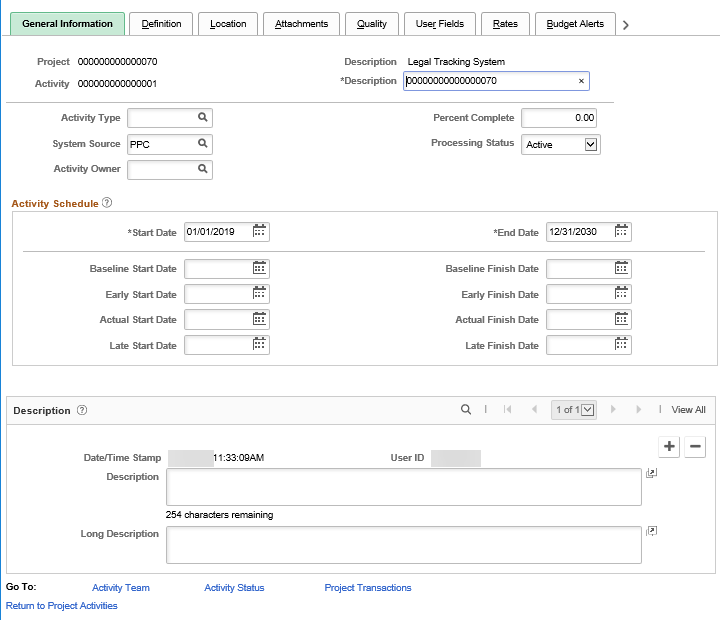 General Information Definition Location Attachments Quality User Fields Rates Budget Alerts
Project 000000000000070 Description Legal Tracking System
Activity 000000000000001 *Description 00000000000000070 ×
Activity Type Percent Complete 0.00
System Source PPC Processing Status Active
Activity Owner
Activity Schedule ?
*Start Date 01/01/2019 *End Date 12/31/2030
Baseline Start Date Baseline Finish Date
Early Start Date Early Finish Date
Actual Start Date Actual Finish Date
Late Start Date Late Finish Date
Description ? 1 of 1 View All
Date/Time Stamp 11:33:09AM User ID
Description
254 characters remaining
Long Description
Go To: Activity Team Activity Status Project Transactions
Return to Project Activities